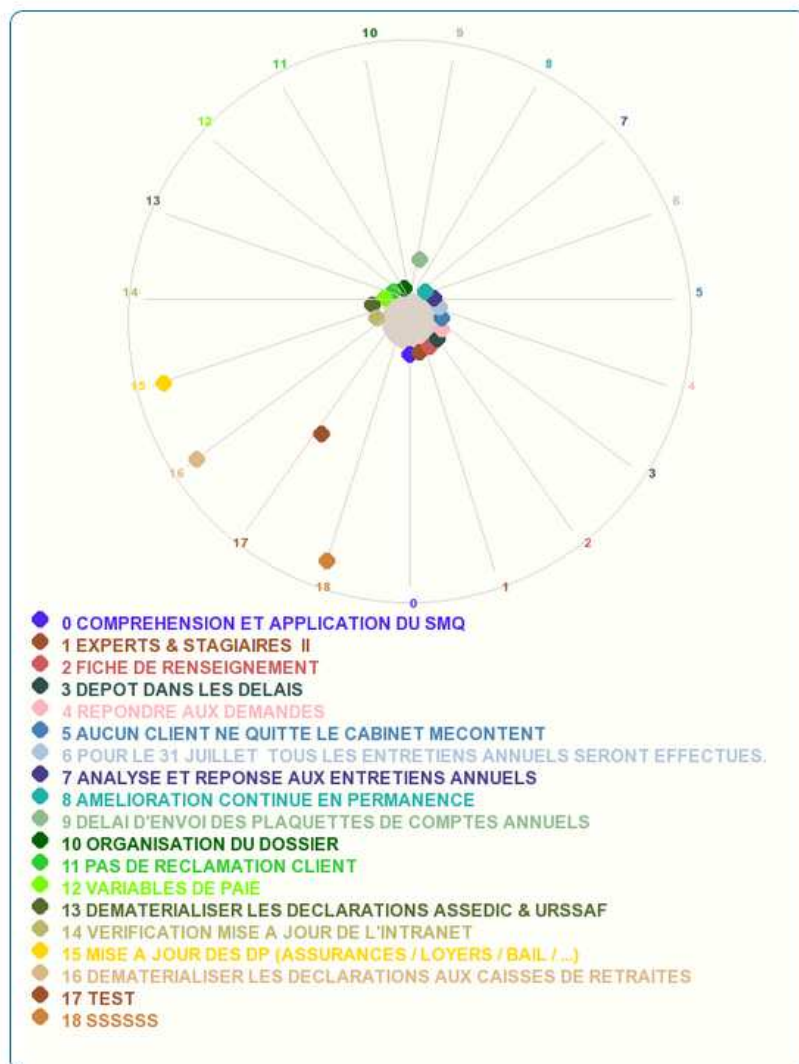 10 9
11 8
12 7
13 6
14 5
15 4
16 3
17 2
18 1
0
0 COMPREHENSION ET APPLICATION DU SMQ
1 EXPERTS & STAGIAIRES II
2 FICHE DE RENSEIGNEMENT
3 DEPOT DANS LES DELAIS
4 REPONDRE AUX DEMANDES
5 AUCUN CLIENT NE QUITTE LE CABINET MECONTENT
6 POUR LE 31 JUILLET TOUS LES ENTRETIENS ANNUELS SERONT EFFECTUES.
7 ANALYSE ET REPONSE AUX ENTRETIENS ANNUELS
8 AMELIORATION CONTINUE EN PERMANENCE
9 DELAI D'ENVOI DES PLAQUETTES DE COMPTES ANNUELS
10 ORGANISATION DU DOSSIER
11 PAS DE RECLAMATION CLIENT
12 VARIABLES DE PAIE
13 DEMATERIALISER LES DECLARATIONS ASSEDIC & URSSAF
14 VERIFICATION MISE A JOUR DE L'INTRANET
15 MISE A JOUR DES DP (ASSURANCES / LOYERS / BAIL / ...)
16 DEMATERIALISER LES DECLARATIONS AUX CAISSES DE RETRAITES
17 TEST
18 SSSSSS